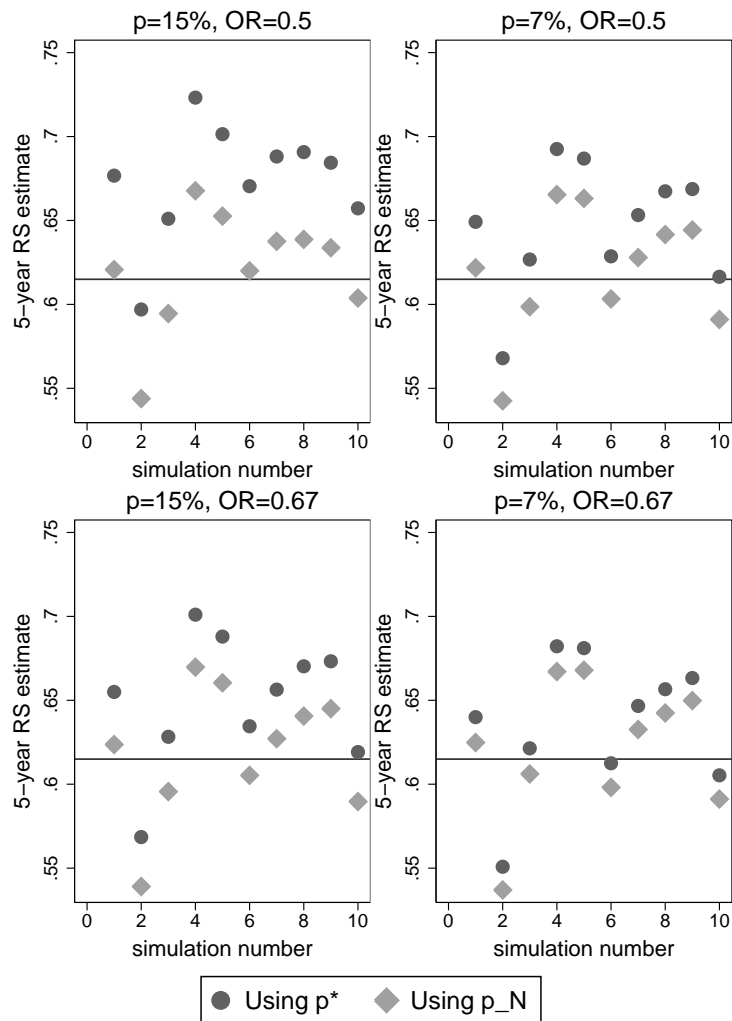 p=15%, OR=0.5
5−year RS estimate
.75
.7
.65
.6
.55
0 2 4 6 8 10
simulation number
p=7%, OR=0.5
5−year RS estimate
.75
.7
.65
.6
.55
0 2 4 6 8 10
simulation number
p=15%, OR=0.67
5−year RS estimate
.75
.7
.65
.6
.55
0 2 4 6 8 10
simulation number
p=7%, OR=0.67
5−year RS estimate
.75
.7
.65
.6
.55
0 2 4 6 8 10
simulation number
Using p* Using p_N